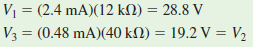 V₁ = (2.4 mA)(12 kΩ) = 28.8 V
V₃ = (0.48 mA)(40 kΩ) = 19.2 V = V₂